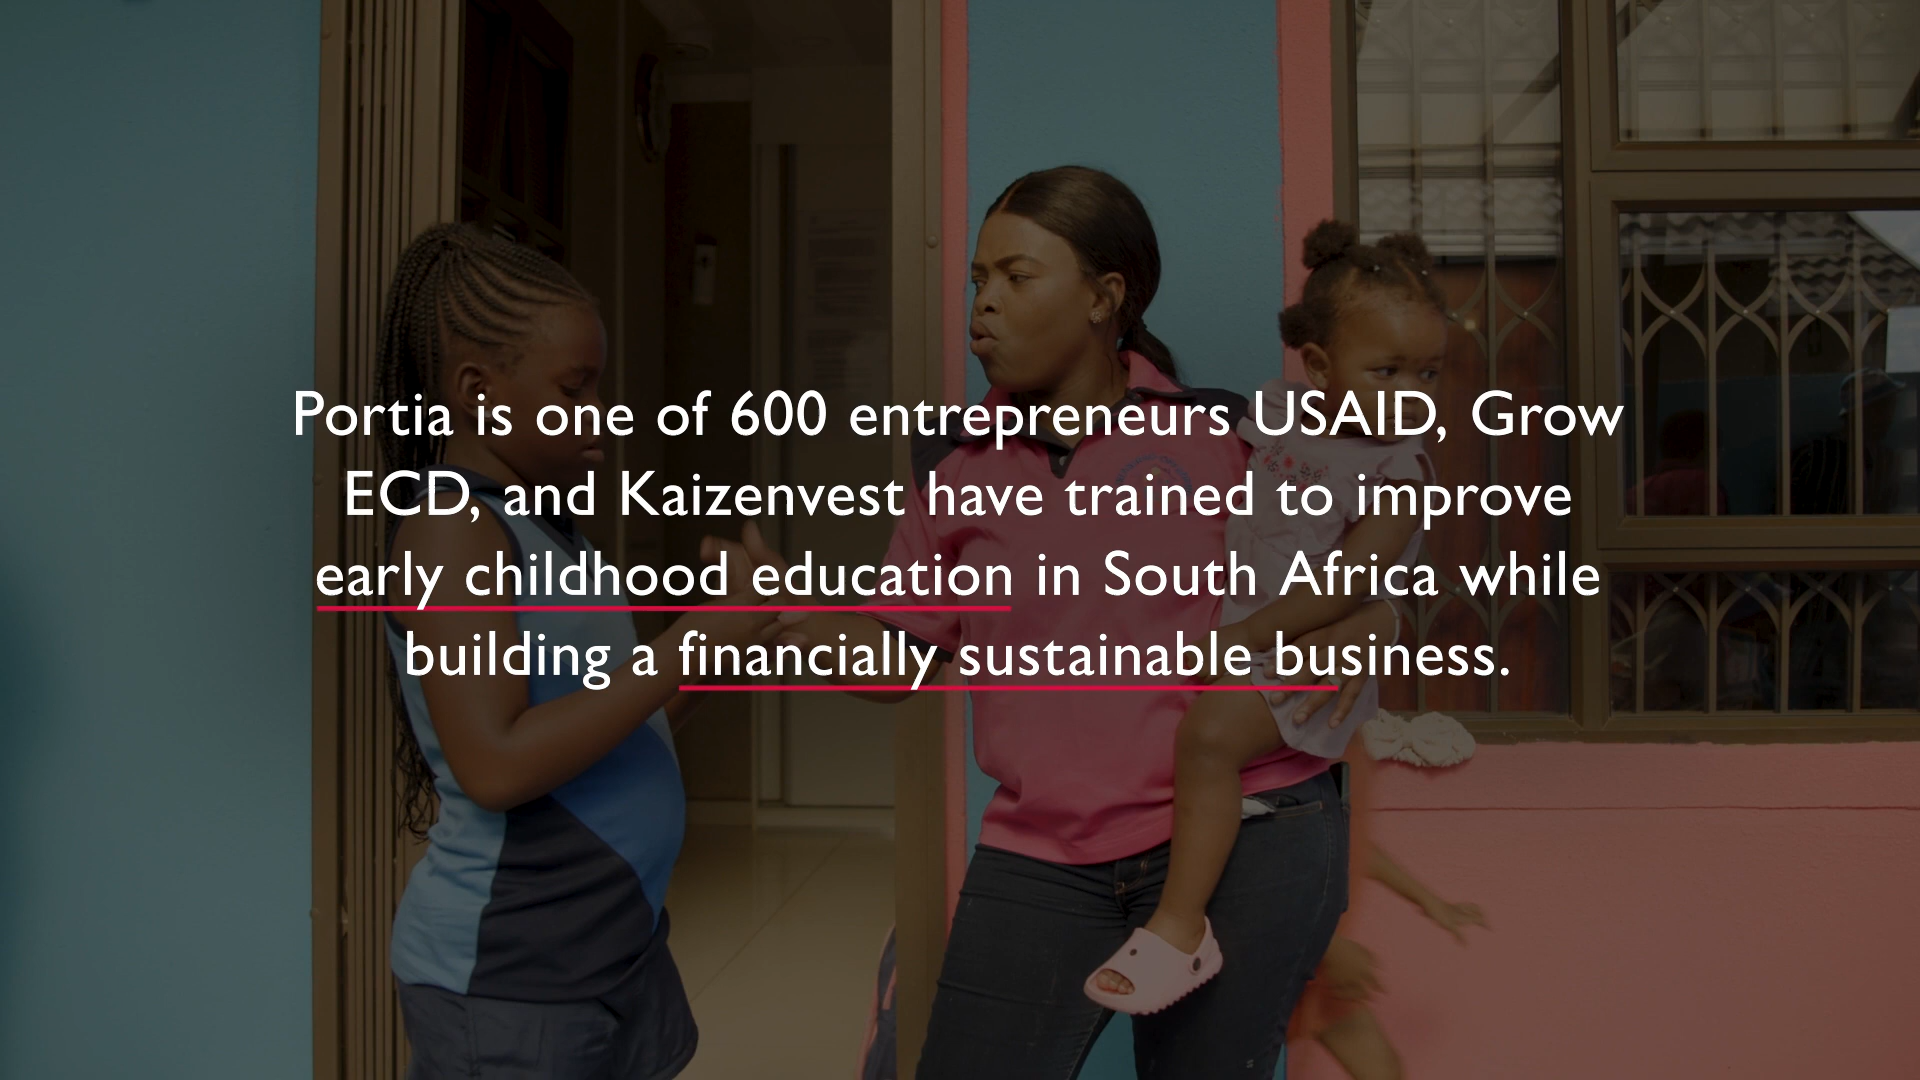 Portia is one of 600 entrepreneurs USAID, Grow
ECD, and Kaizenvest have trained to improve
early childhood education in South Africa while
building a financially sustainable business.